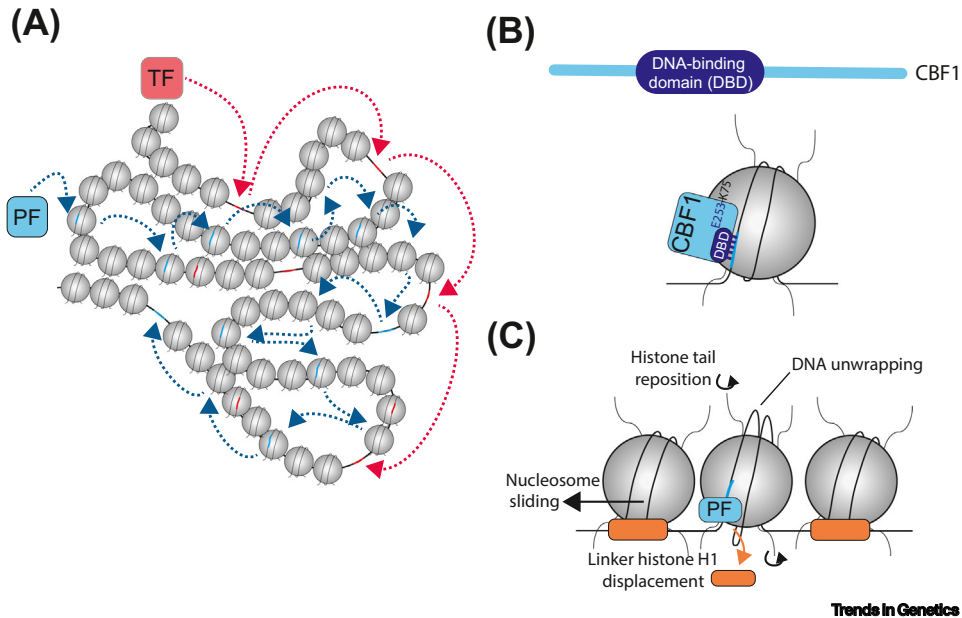 (A)
TF
PF
(B)
DNA-binding
domain (DBD)
CBF1
CBF1
DBD
E253-K75
(C)
Histone tail
reposition
DNA unwrapping
Nucleosome
sliding
PF
Linker histone H1
displacement
Trends in Genetics